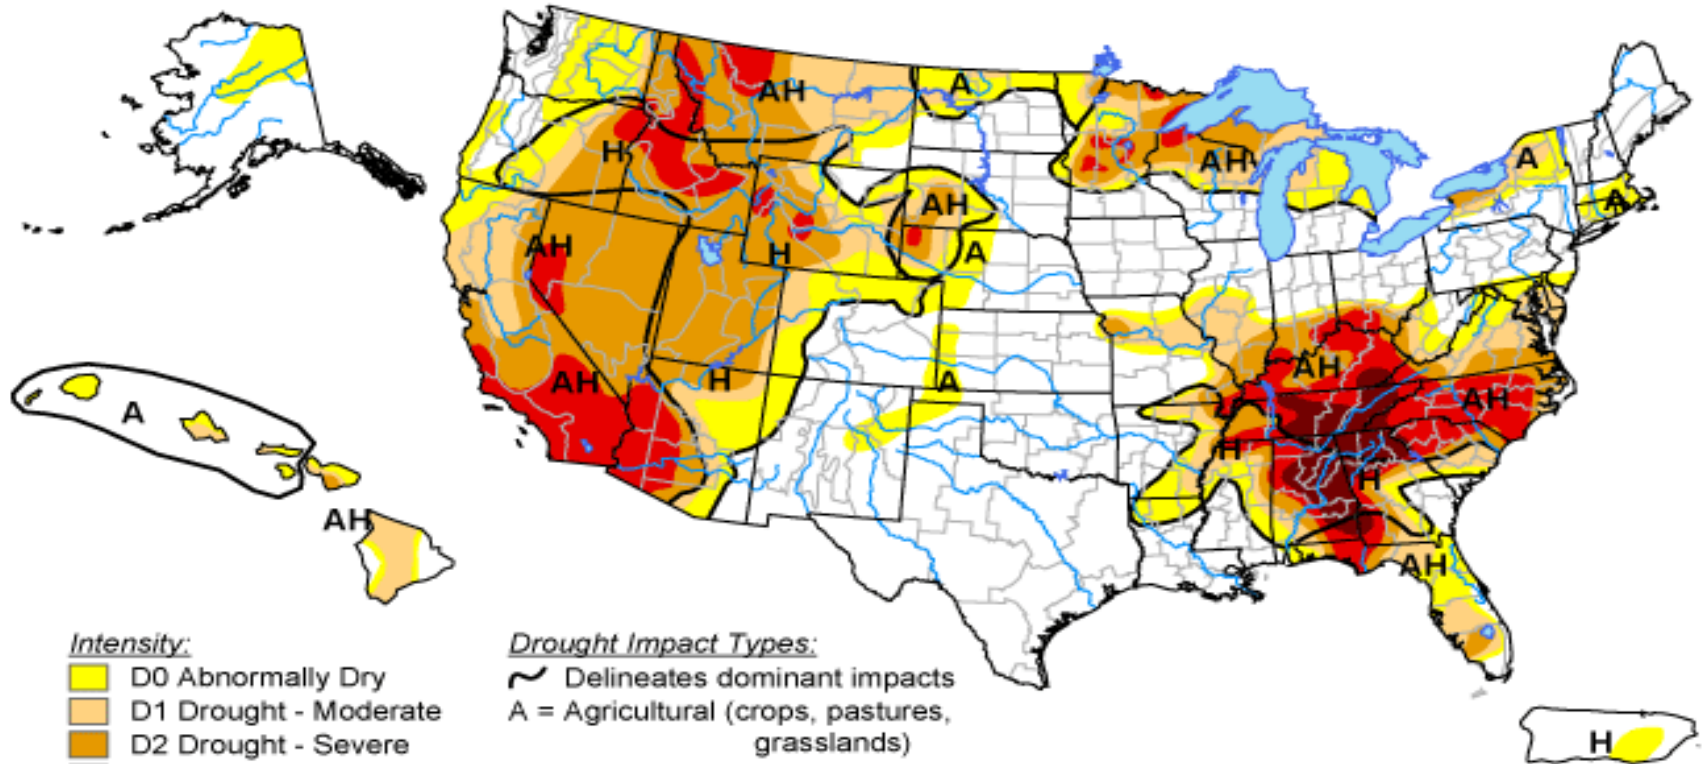 A
AH
A
AH
A
H
AH
A
AH
H
A
AH
AH
H
A
A
AH
H
AH
H
AH
AH
H
Intensity:
D0 Abnormally Dry
D1 Drought - Moderate
D2 Drought - Severe
Drought Impact Types:
Delineates dominant impacts
A = Agricultural (crops, pastures,
grasslands)